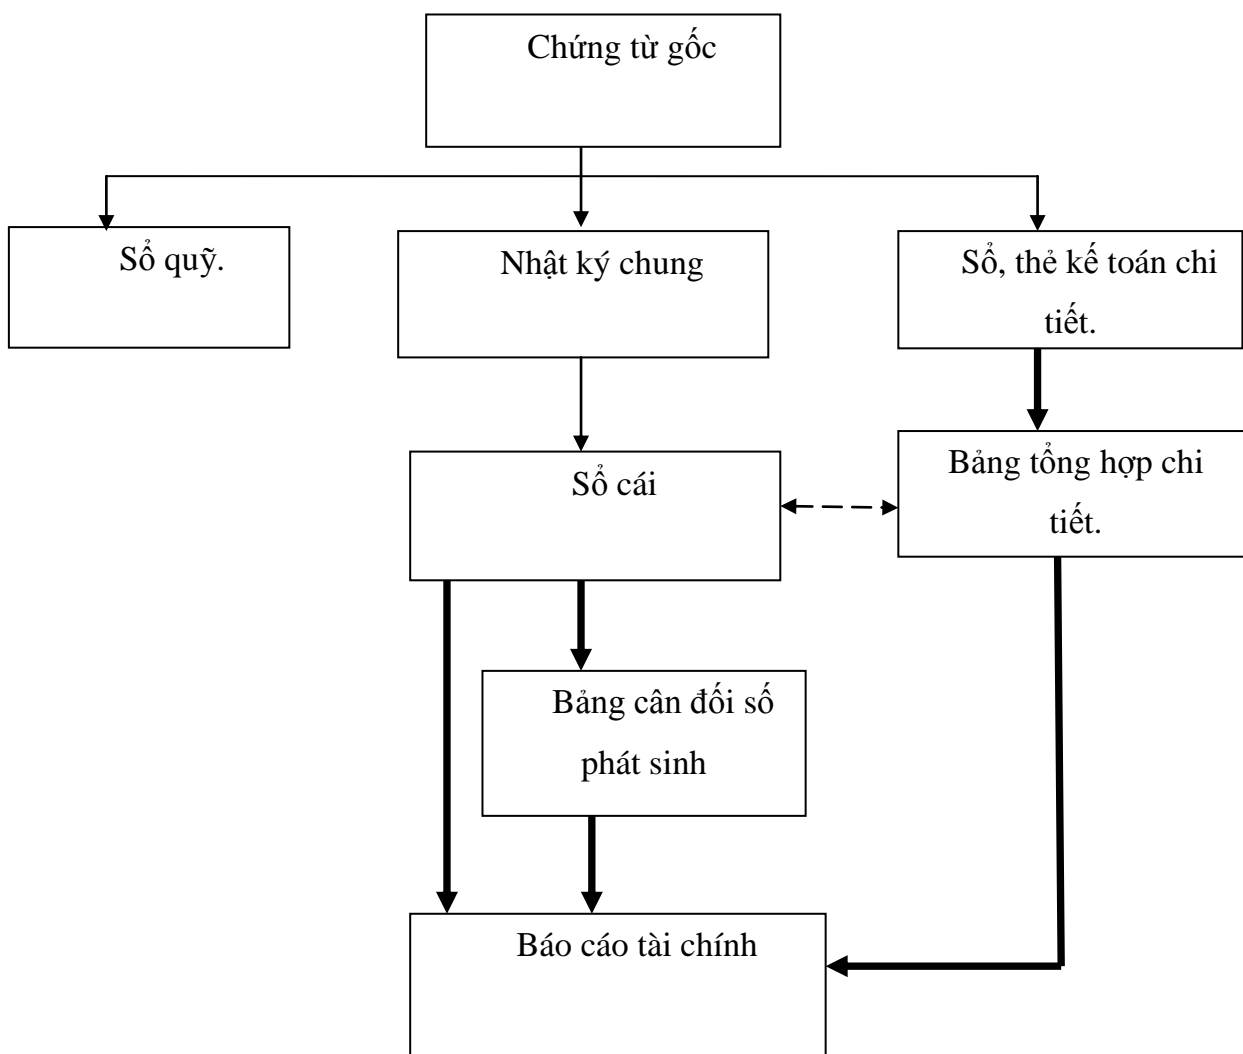 Chứng từ gốc
Sổ quỹ.
Nhật ký chung
Sổ, thẻ kế toán chi
tiết.
Sổ cái
Bảng tổng hợp chi
tiết.
Bảng cân đối số
phát sinh
Báo cáo tài chính